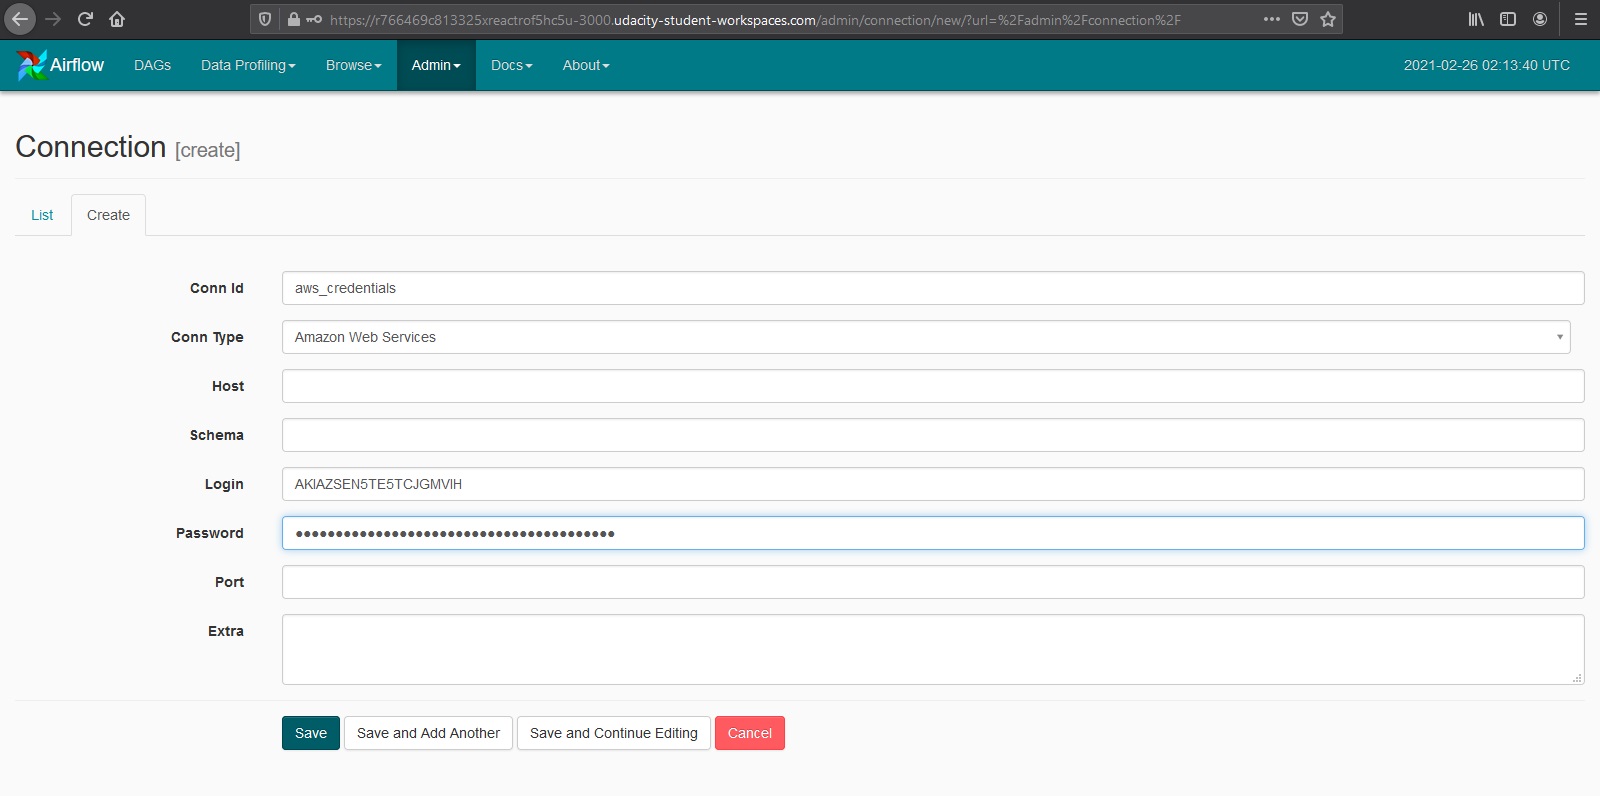 https://r766469c813325xreactrof5hc5u-3000.udacity-student-workspaces.com/admin/connection/new/?url=%2Fadmin%2Fconnection%2F
Airflow DAGs Data Profiling Browse Admin Docs About 2021-02-26 02:13:40 UTC
Connection [create]
List Create
Conn Id aws_credentials
Conn Type Amazon Web Services
Host
Schema
Login AKIAZSEN5TE5TCJGMVIH
Password ••••••••••••••••••••••••••••••••••••••••
Port
Extra
Save Save and Add Another Save and Continue Editing Cancel